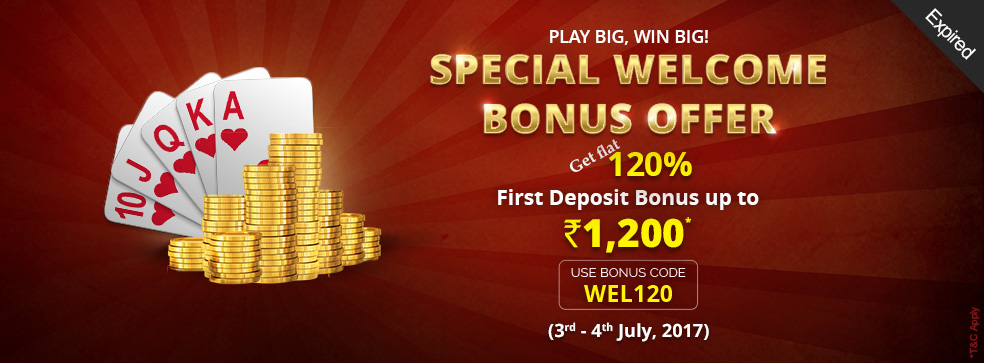 Expired
PLAY BIG, WIN BIG!
SPECIAL WELCOME
BONUS OFFER
Get flat
120%
First Deposit Bonus up to
₹1,200*
USE BONUS CODE
WEL120
(3rd - 4th July, 2017)
10
J
Q
K
A
*T&C Apply